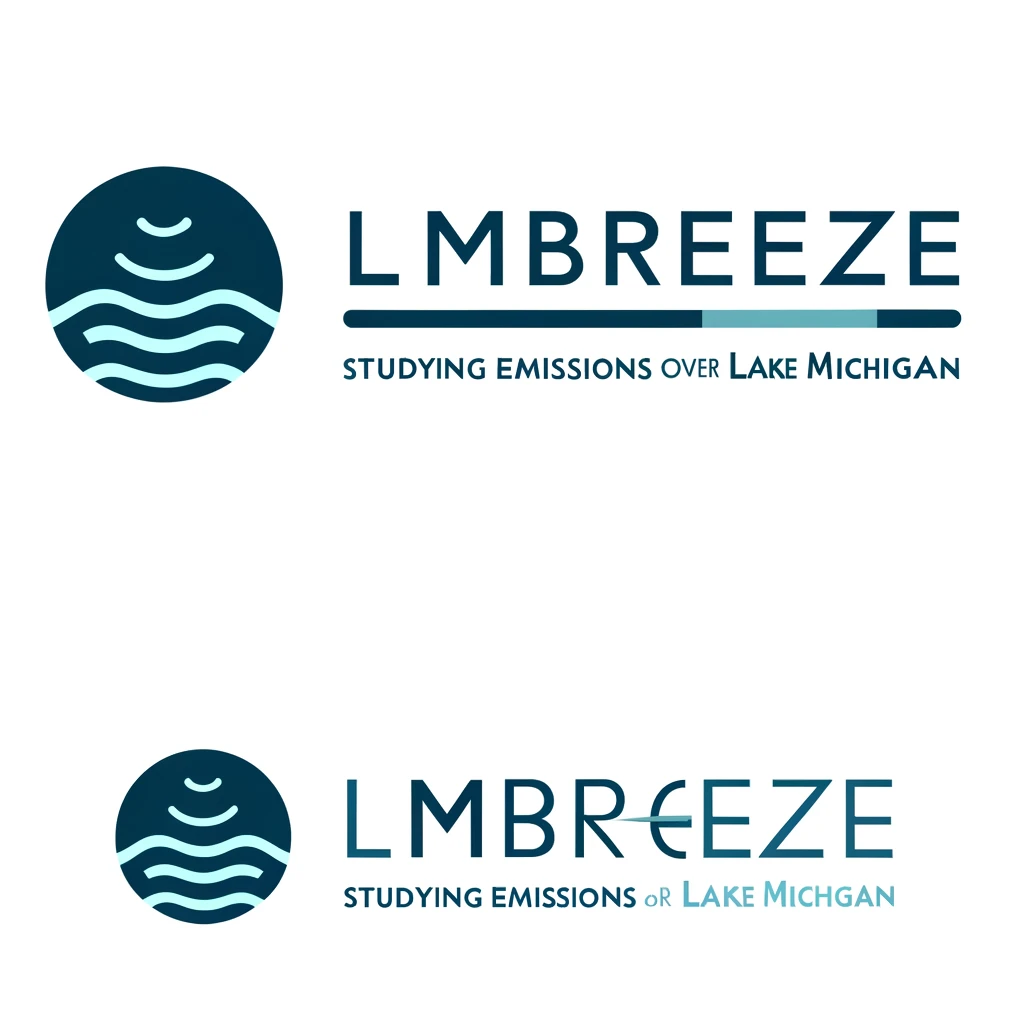 LMBREEZE
STUDYING EMISSIONS OVER LAKE MICHIGAN
LMBREEZE
STUDYING EMISSIONS oR LAKE MICHGAN